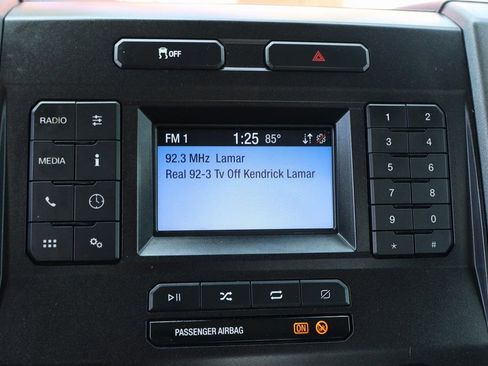 OFF
RADIO
MEDIA
i
FM 1 1:25 85°
92.3 MHz Lamar
Real 92-3 Tv Off Kendrick Lamar
1 2
3 4
5 6
7 8
9 0
* #
PASSENGER AIRBAG ON